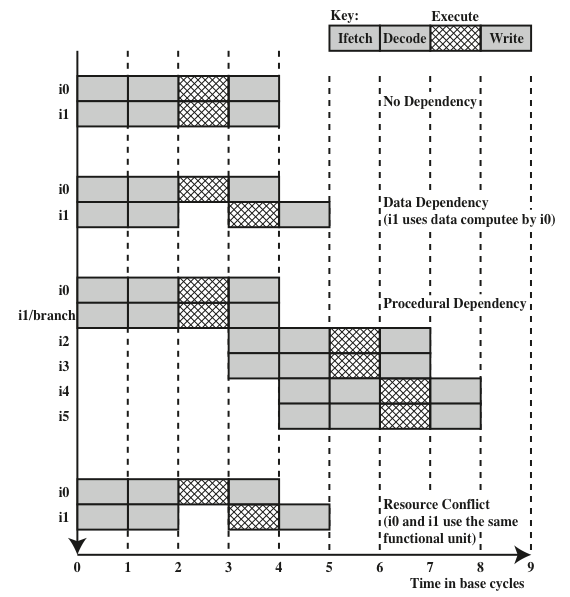 Key:
Execute
Ifetch Decode Write
i0
i1
No Dependency
i0
i1
Data Dependency
(i1 uses data computee by i0)
i0
i1/branch
Procedural Dependency
i2
i3
i4
i5
i0
i1
Resource Conflict
(i0 and i1 use the same
functional unit)
0 1 2 3 4 5 6 7 8 9
Time in base cycles